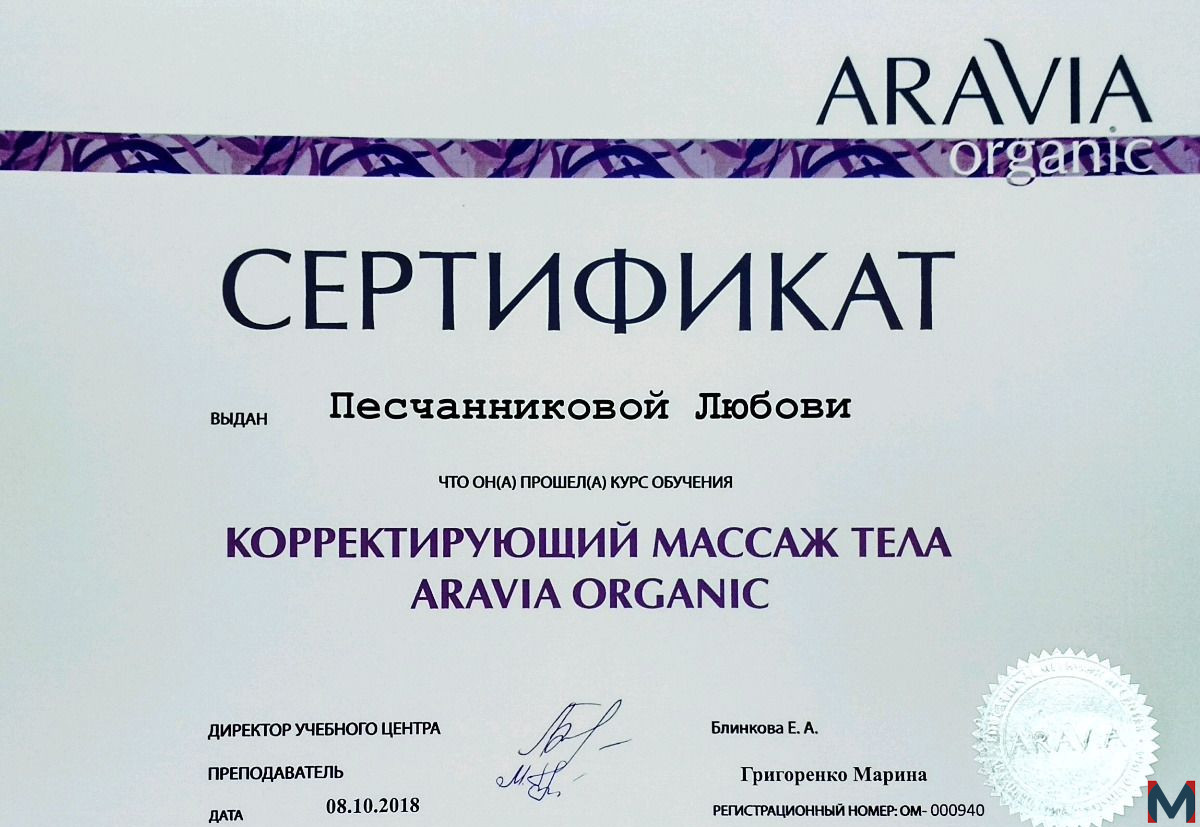 ARAVIA
organic
СЕРТИФИКАТ
ВЫДАН Песчанниковой Любови
ЧТО ОН(А) ПРОШЕЛ(А) КУРС ОБУЧЕНИЯ
КОРРЕКТИРУЮЩИЙ МАССАЖ ТЕЛА
ARAVIA ORGANIC
ДИРЕКТОР УЧЕБНОГО ЦЕНТРА Блинкова Е. А.
ПРЕПОДАВАТЕЛЬ Григоренко Марина
ДАТА 08.10.2018 РЕГИСТРАЦИОННЫЙ НОМЕР: ОМ- 000940
ARAVIA
M